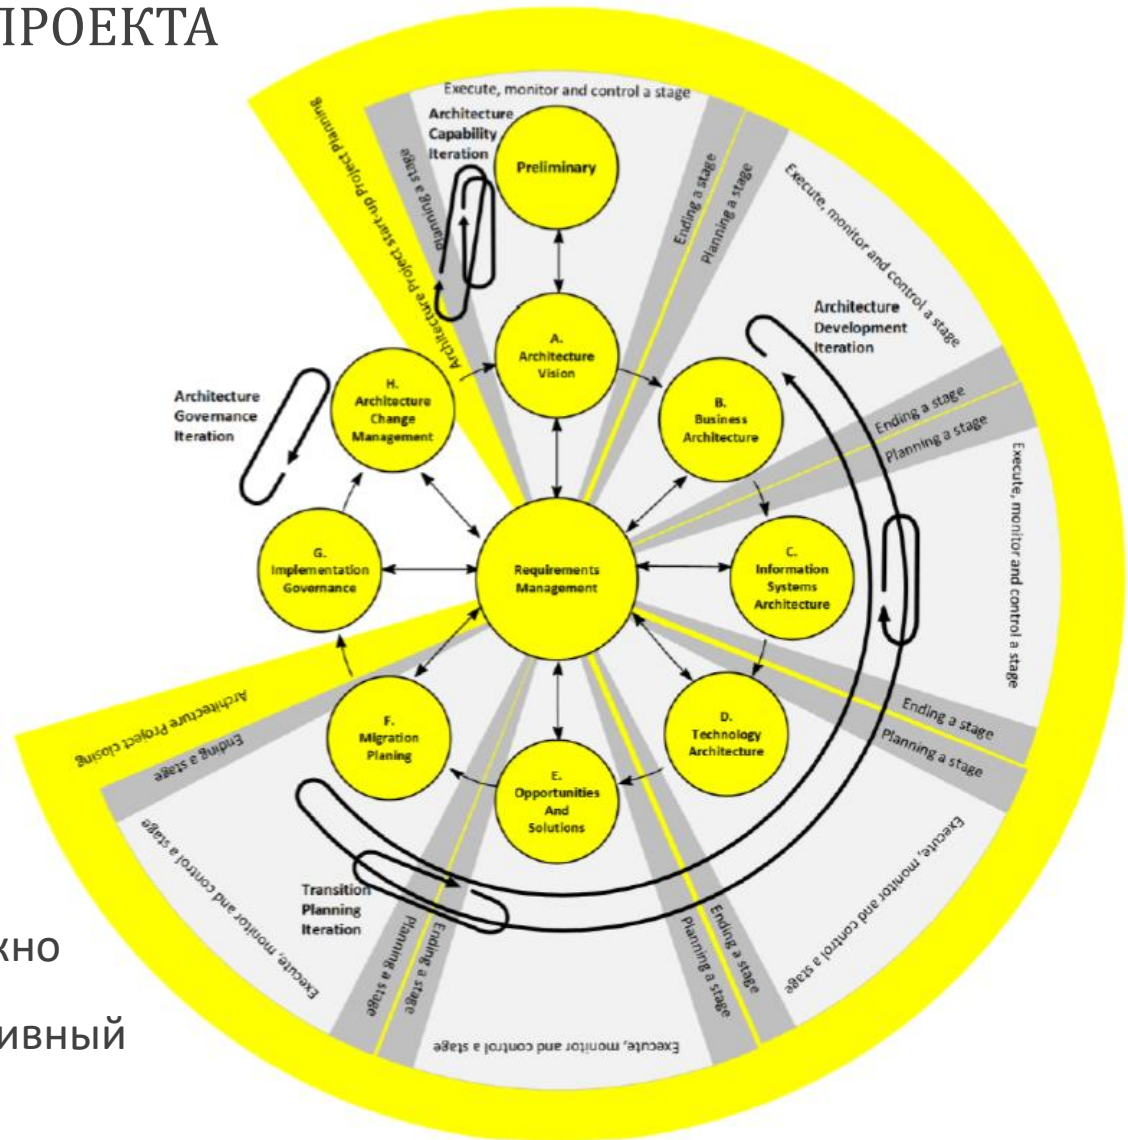 ПРОЕКТА
Execute, monitor and control a stage
Architecture
Capability
Iteration
Preliminary
Architecture Project start-up Project Planning
Planning a stage
Ending a stage
Planning a stage
Execute, monitor and control a stage
A.
Architecture
Vision
Architecture
Development
Iteration
H.
Architecture
Change
Management
Architecture
Governance
Iteration
B.
Business
Architecture
Ending a stage
Planning a stage
Execute, monitor and control a stage
G.
Implementation
Governance
Requirements
Management
C.
Information
Systems
Architecture
Ending a stage
Planning a stage
Architecture Project closing
Ending a stage
F.
Migration
Planing
D.
Technology
Architecture
E.
Opportunities
And
Solutions
Execute, monitor and control a stage
Execute, monitor and control a stage
Transition
Planning
Iteration
Planning a stage
Ending a stage
Planning a stage
Ending a stage
Execute, monitor and control a stage
жно
ивный